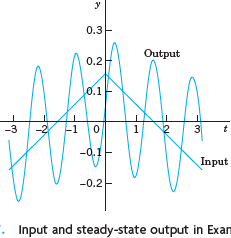 y
0.3
0.2
Output
0.1
–3 –2 –1 0 1 2 3 t
–0.1
Input
–0.2
Input and steady-state output in